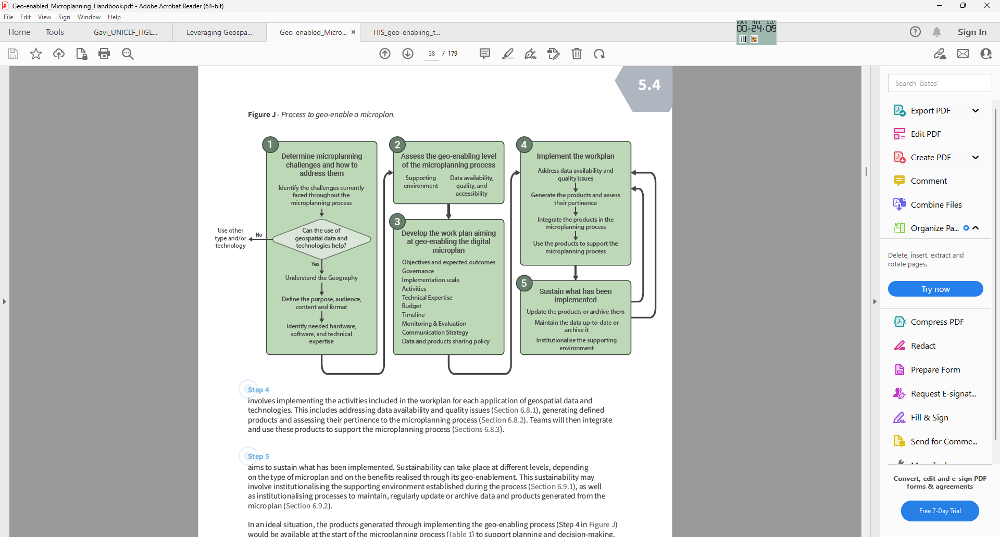 Geo-enabled_Microplanning_Handbook.pdf - Adobe Acrobat Reader (64-bit)
File Edit View Sign Window Help
Home Tools Gavi_UNICEF_HGL... Leveraging Geospa... Geo-enabled_Micro... HIS_geo-enabling_t... Sign In
HOUR MIN SEC
00:24:09
38 / 179
5.4
Figure J - Process to geo-enable a microplan.
1
Determine microplanning
challenges and how to
address them
Identify the challenges currently
faced throughout the
microplanning process
Can the use of
geospatial data and
technologies help?
No
Use other
type and/or
technology
Yes
Understand the Geography
Define the purpose, audience,
content and format
Identify needed hardware,
software, and technical
expertise
2
Assess the geo-enabling level
of the microplanning process
Supporting
environment
Data availability,
quality, and
accessibility
3
Develop the work plan aiming
at geo-enabling the digital
microplan
Objectives and expected outcomes
Governance
Implementation scale
Activities
Technical Expertise
Budget
Timeline
Monitoring & Evaluation
Communication Strategy
Data and products sharing policy
4
Implement the workplan
Address data availability and
quality issues
Generate the products and assess
their pertinence
Integrate the products in the
microplanning process
Use the products to support the
microplanning process
5
Sustain what has been
implemented
Update the products or archive them
Maintain the data up-to-date or
archive it
Institutionalise the supporting
environment
Step 4
involves implementing the activities included in the workplan for each application of geospatial data and
technologies. This includes addressing data availability and quality issues (Section 6.8.1), generating defined
products and assessing their pertinence to the microplanning process (Section 6.8.2). Teams will then integrate
and use these products to support the microplanning process (Sections 6.8.3).
Step 5
aims to sustain what has been implemented. Sustainability can take place at different levels, depending
on the type of microplan and on the benefits realised through its geo-enablement. This sustainability may
involve institutionalising the supporting environment established during the process (Section 6.9.1), as well
as institutionalising processes to maintain, regularly update or archive data and products generated from the
microplan (Section 6.9.2).
In an ideal situation, the products generated through implementing the geo-enabling process (Step 4 in Figure J)
would be available at the start of the microplanning process (Table 1) to support planning and decision-making.
Search 'Bates'
Export PDF
Edit PDF
Create PDF
Comment
Combine Files
Organize Pa...
Delete, insert, extract and
rotate pages.
Try now
Compress PDF
Redact
Prepare Form
Request E-signat...
Fill & Sign
Send for Comme...
Convert, edit and e-sign PDF
forms & agreements
Free 7-Day Trial